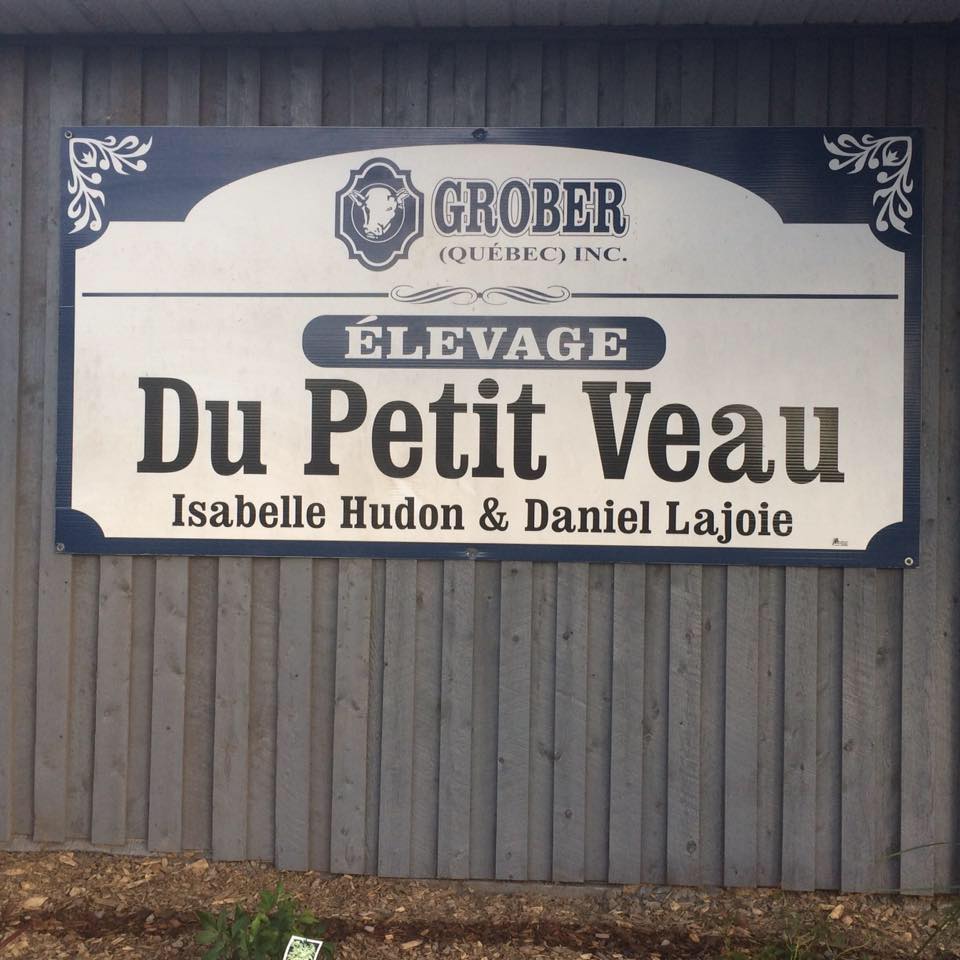 GROBER
(QUÉBEC) INC.
ÉLEVAGE
Du Petit Veau
Isabelle Hudon & Daniel Lajoie